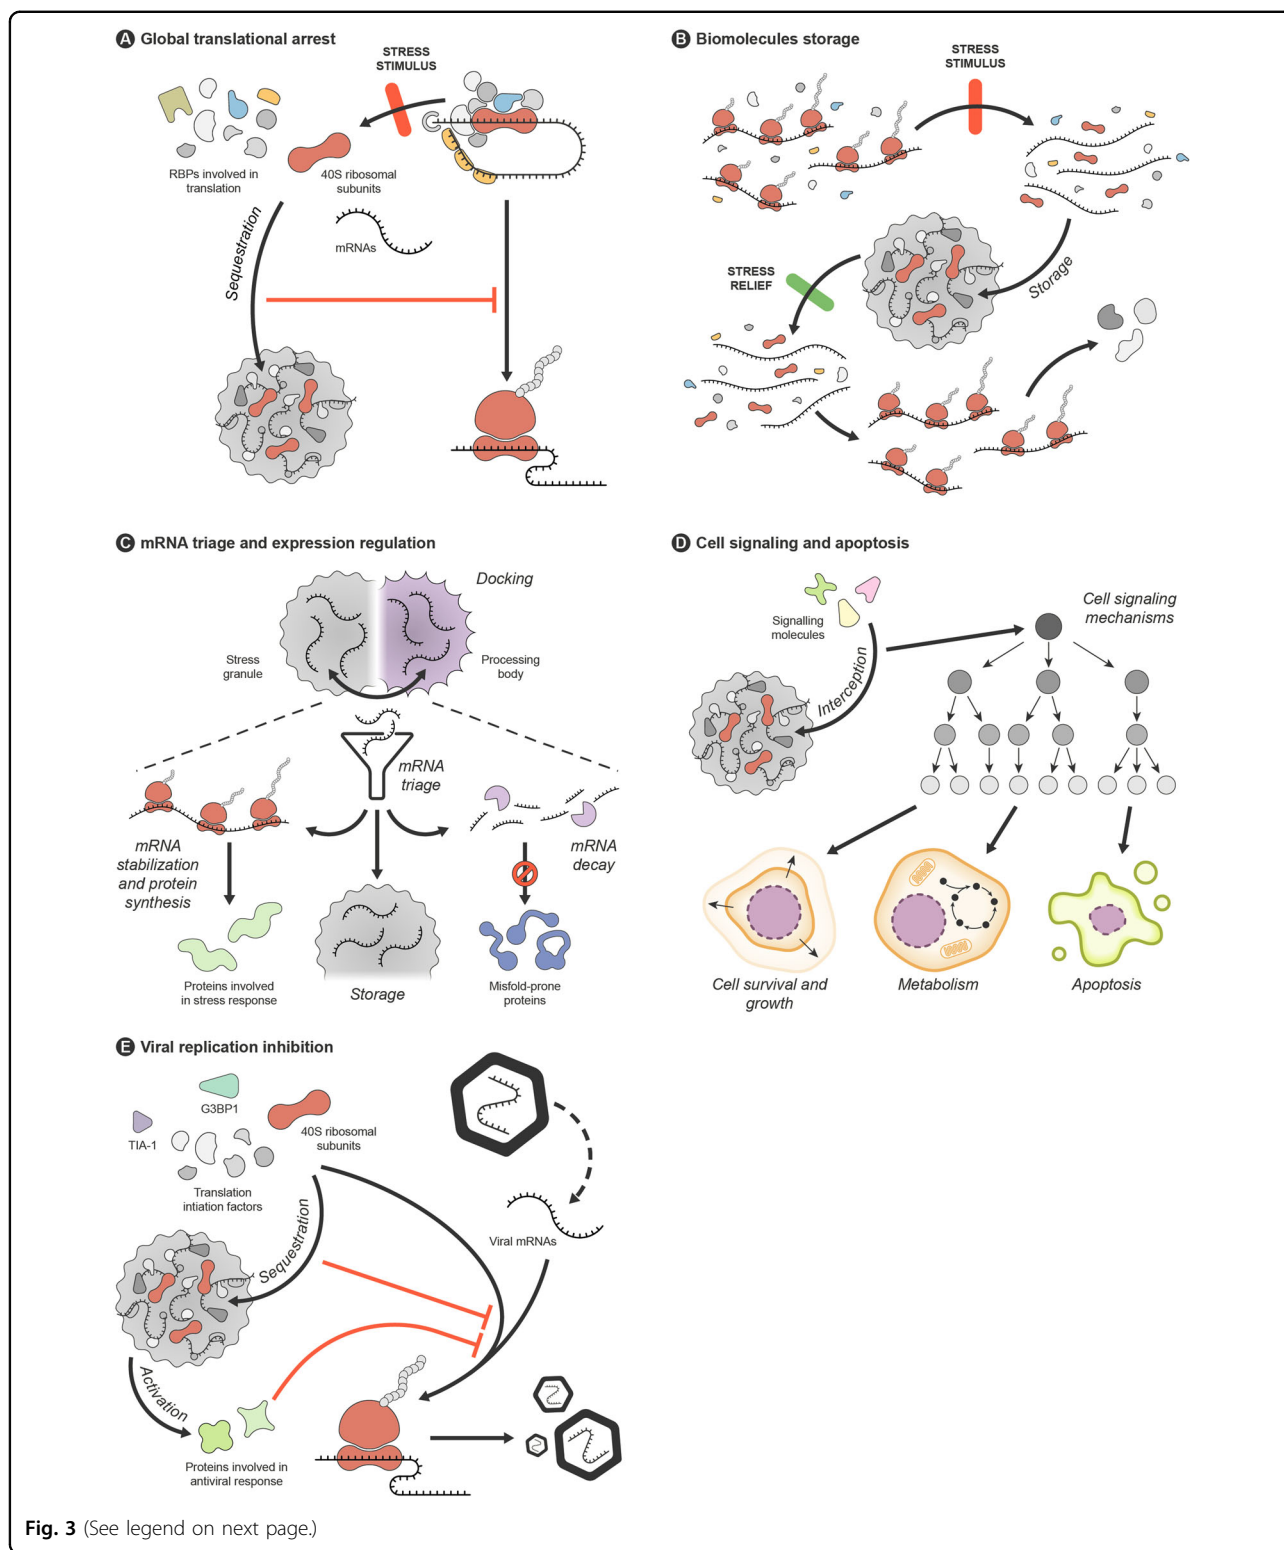 A Global translational arrest
STRESS
STIMULUS
RBPs involved in
translation
40S ribosomal
subunits
mRNAs
Sequestration
B Biomolecules storage
STRESS
STIMULUS
Storage
STRESS
RELIEF
C mRNA triage and expression regulation
Docking
Stress
granule
Processing
body
mRNA
triage
mRNA
stabilization
and protein
synthesis
mRNA
decay
Proteins involved
in stress response
Storage
Misfold-prone
proteins
D Cell signaling and apoptosis
Signalling
molecules
Cell signaling
mechanisms
Interception
Cell survival and
growth
Metabolism
Apoptosis
E Viral replication inhibition
G3BP1
TIA-1
40S ribosomal
subunits
Translation
intiation factors
Sequestration
Viral mRNAs
Activation
Proteins involved in
antiviral response
Fig. 3 (See legend on next page.)